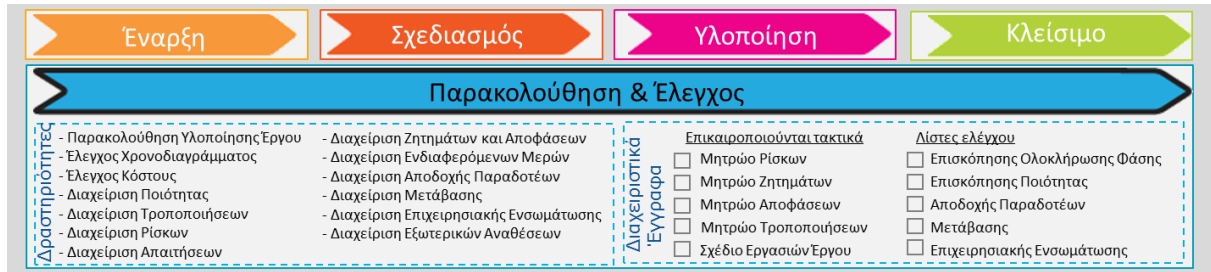 Έναρξη
Σχεδιασμός
Υλοποίηση
Κλείσιμο
Παρακολούθηση & Έλεγχος
Δραστηριότητες
- Παρακολούθηση Υλοποίησης Έργου
- Έλεγχος Χρονοδιαγράμματος
- Έλεγχος Κόστους
- Διαχείριση Ποιότητας
- Διαχείριση Τροποποιήσεων
- Διαχείριση Ρίσκων
- Διαχείριση Απαιτήσεων
- Διαχείριση Ζητημάτων και Αποφάσεων
- Διαχείριση Ενδιαφερόμενων Μερών
- Διαχείριση Αποδοχής Παραδοτέων
- Διαχείριση Μετάβασης
- Διαχείριση Επιχειρησιακής Ενσωμάτωσης
- Διαχείριση Εξωτερικών Αναθέσεων
Διαχειριστικά
Έγγραφα
Επικαιροποιούνται τακτικά
Μητρώο Ρίσκων
Μητρώο Ζητημάτων
Μητρώο Αποφάσεων
Μητρώο Τροποποιήσεων
Σχέδιο Εργασιών Έργου
Λίστες ελέγχου
Επισκόπησης Ολοκλήρωσης Φάσης
Επισκόπησης Ποιότητας
Αποδοχής Παραδοτέων
Μετάβασης
Επιχειρησιακής Ενσωμάτωσης